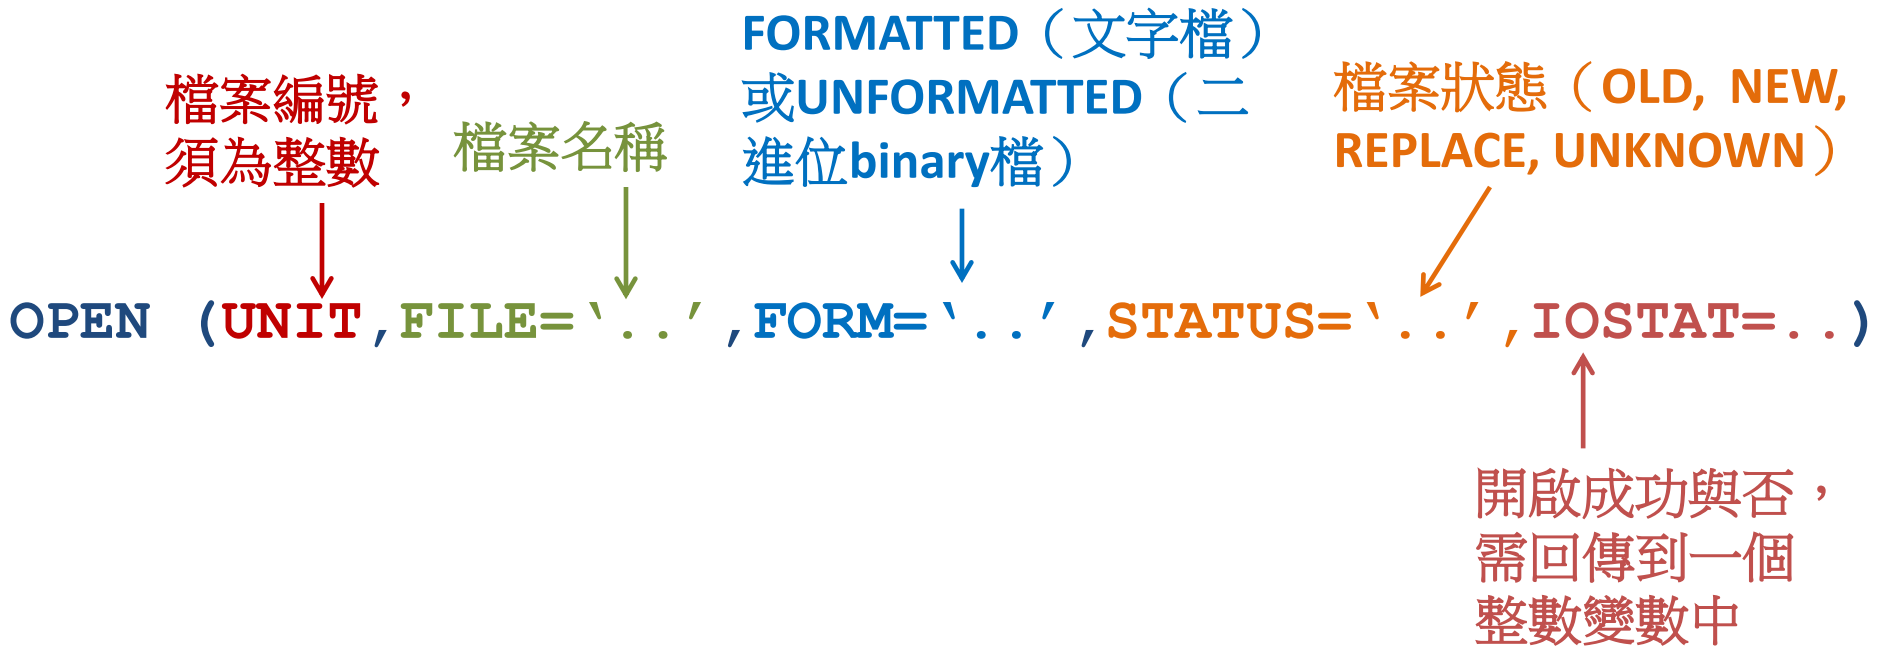 檔案編號，
須為整數
檔案名稱
FORMATTED（文字檔）
或UNFORMATTED（二
進位binary檔）
檔案狀態（OLD, NEW,
REPLACE, UNKNOWN）
OPEN (UNIT,FILE=‘..’,FORM=‘..’,STATUS=‘..’,IOSTAT=..)
開啟成功與否，
需回傳到一個
整數變數中